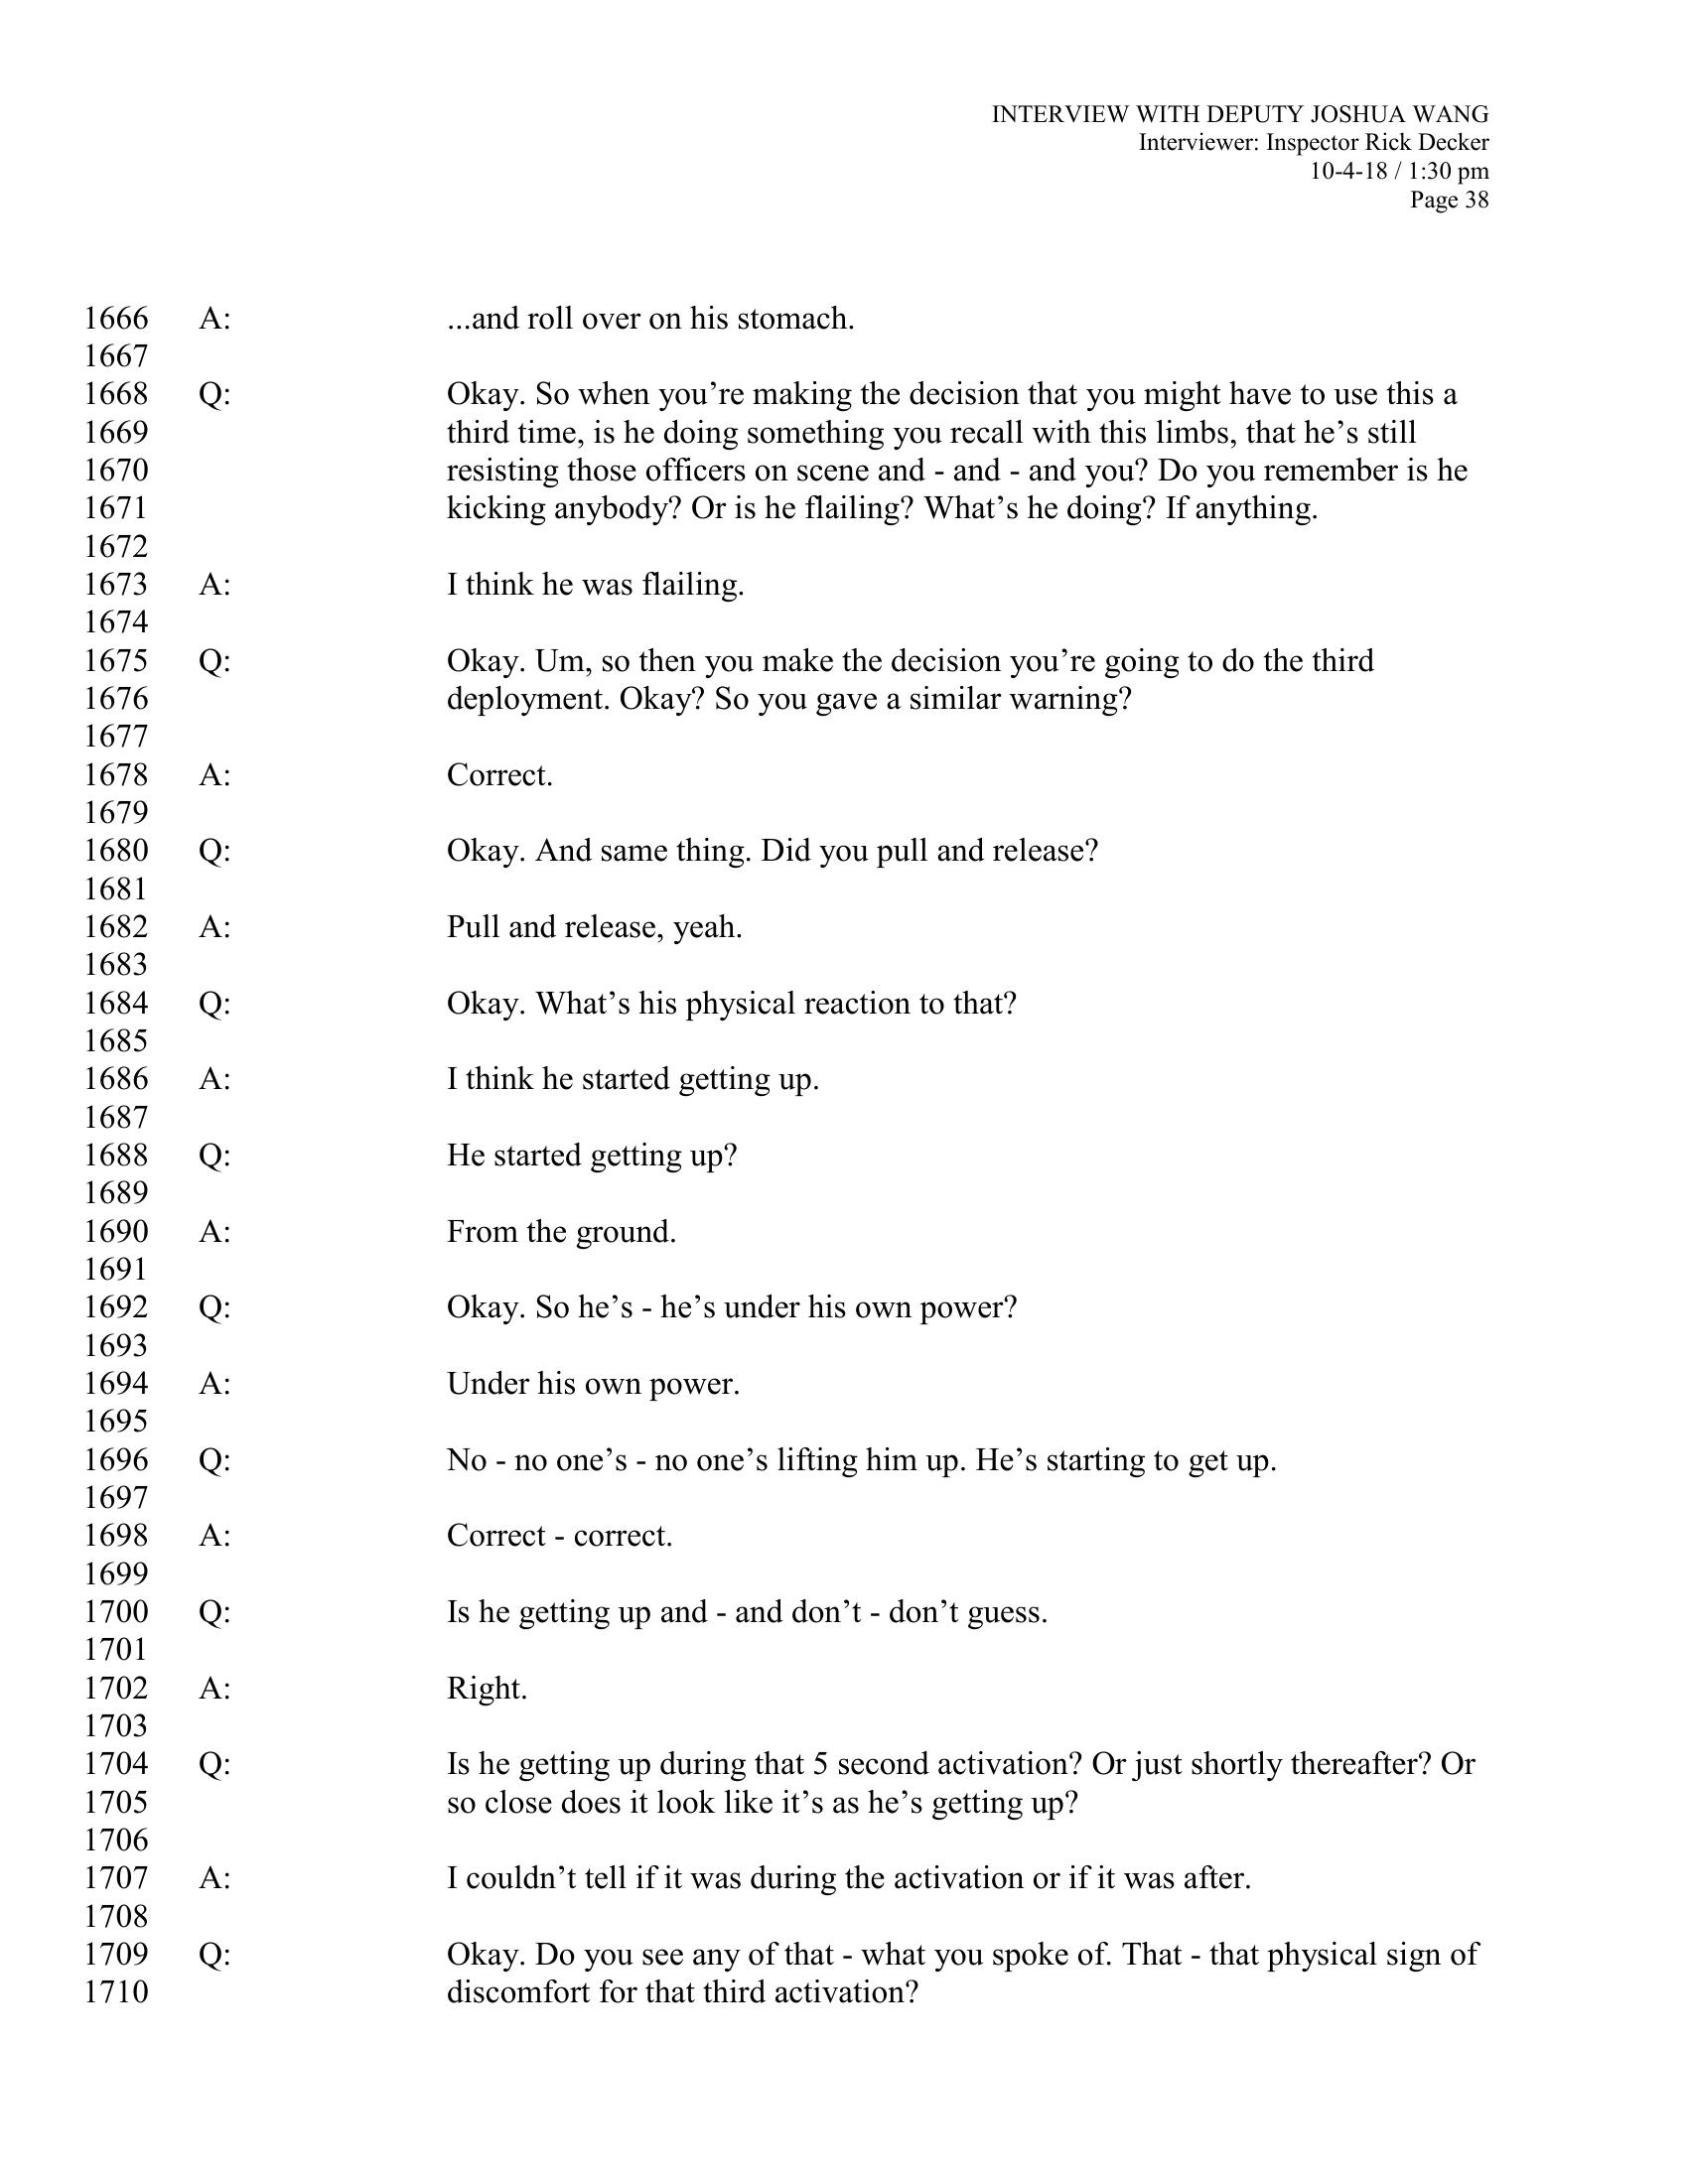 INTERVIEW WITH DEPUTY JOSHUA WANG
Interviewer: Inspector Rick Decker
10-4-18 / 1:30 pm
Page 38
1666 A: ...and roll over on his stomach.
1667
1668 Q: Okay. So when you're making the decision that you might have to use this a
1669 third time, is he doing something you recall with this limbs, that he's still
1670 resisting those officers on scene and - and - and you? Do you remember is he
1671 kicking anybody? Or is he flailing? What's he doing? If anything.
1672
1673 A: I think he was flailing.
1674
1675 Q: Okay. Um, so then you make the decision you're going to do the third
1676 deployment. Okay? So you gave a similar warning?
1677
1678 A: Correct.
1679
1680 Q: Okay. And same thing. Did you pull and release?
1681
1682 A: Pull and release, yeah.
1683
1684 Q: Okay. What's his physical reaction to that?
1685
1686 A: I think he started getting up.
1687
1688 Q: He started getting up?
1689
1690 A: From the ground.
1691
1692 Q: Okay. So he's - he's under his own power?
1693
1694 A: Under his own power.
1695
1696 Q: No - no one's - no one's lifting him up. He's starting to get up.
1697
1698 A: Correct - correct.
1699
1700 Q: Is he getting up and - and don't - don't guess.
1701
1702 A: Right.
1703
1704 Q: Is he getting up during that 5 second activation? Or just shortly thereafter? Or
1705 so close does it look like it's as he's getting up?
1706
1707 A: I couldn't tell if it was during the activation or if it was after.
1708
1709 Q: Okay. Do you see any of that - what you spoke of. That - that physical sign of
1710 discomfort for that third activation?